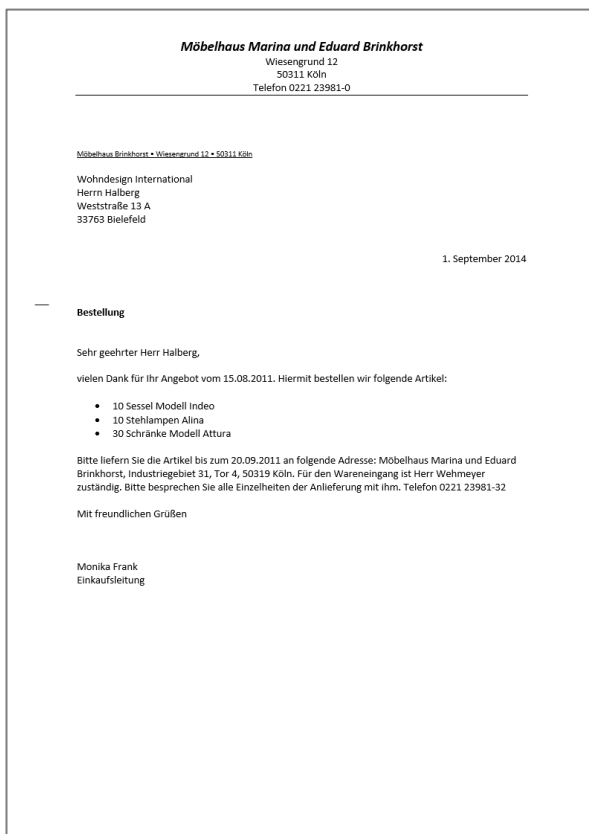 Möbelhaus Marina und Eduard Brinkhorst
Wiesengrund 12
50311 Köln
Telefon 0221 23981-0
Möbelhaus Brinkhorst • Wiesengrund 12 • 50311 Köln
Wohndesign International
Herrn Halberg
Weststraße 13 A
33763 Bielefeld
1. September 2014
Bestellung
Sehr geehrter Herr Halberg,
vielen Dank für Ihr Angebot vom 15.08.2011. Hiermit bestellen wir folgende Artikel:
• 10 Sessel Modell Indeo
• 10 Stehlampen Alina
• 30 Schränke Modell Attura
Bitte liefern Sie die Artikel bis zum 20.09.2011 an folgende Adresse: Möbelhaus Marina und Eduard
Brinkhorst, Industriegebiet 31, Tor 4, 50319 Köln. Für den Wareneingang ist Herr Wehmeyer
zuständig. Bitte besprechen Sie alle Einzelheiten der Anlieferung mit ihm. Telefon 0221 23981-32
Mit freundlichen Grüßen
Monika Frank
Einkaufsleitung